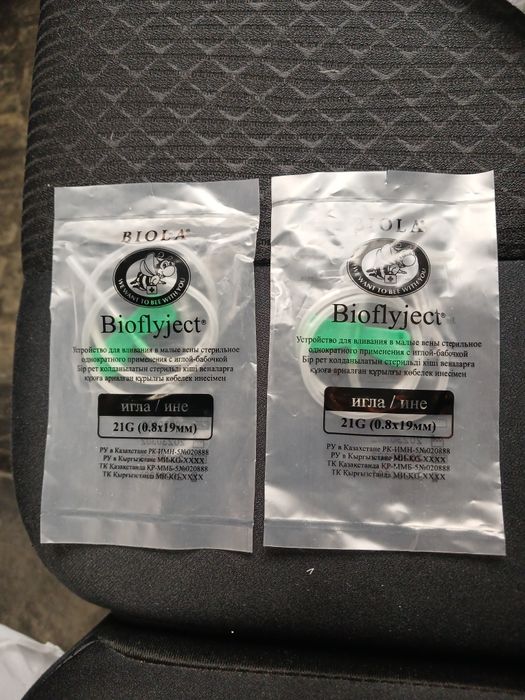 BIOLA®
WE WANT TO BEE WITH YOU
Bioflyject®
Устройство для вливания в малые вены стерильное
однократного применения с иглой-бабочкой
Бір рет қолданылатын стерильді кіші веналарға
құюға арналған құрылғы көбелек инесімен
игла / ине
21G (0.8x19мм)
РУ в Казахстане РК-ИМН-5№020888
РУ в Кыргызстане МИ-KG-XXXX
ТК Қазақстанда ҚР-ММБ-5№020888
ТК Кыргызстанда МИ-KG-XXXX
BIOLA®
WE WANT TO BEE WITH YOU
Bioflyject®
Устройство для вливания в малые вены стерильное
однократного применения с иглой-бабочкой
Бір рет қолданылатын стерильді кіші веналарға
құюға арналған құрылғы көбелек инесімен
игла / ине
21G (0.8x19мм)
РУ в Казахстане РК-ИМН-5№020888
РУ в Кыргызстане МИ-KG-XXXX
ТК Қазақстанда ҚР-ММБ-5№020888
ТК Кыргызстанда МИ-KG-XXXX